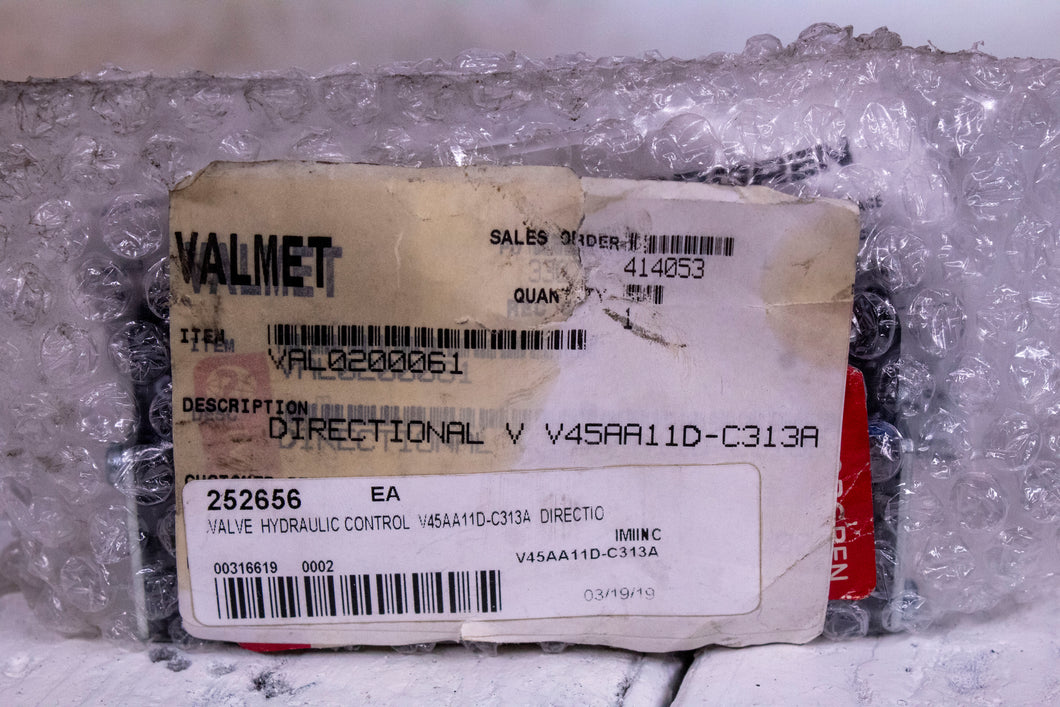 VALMET
SALES ORDER
414053
QUANTITY
1
ITEM
VAL0200061
DESCRIPTION
DIRECTIONAL V V45AA11D-C313A
252656 EA
VALVE HYDRAULIC CONTROL V45AA11D-C313A DIRECTIO
IMIINC
V45AA11D-C313A
00316619 0002
03/19/19